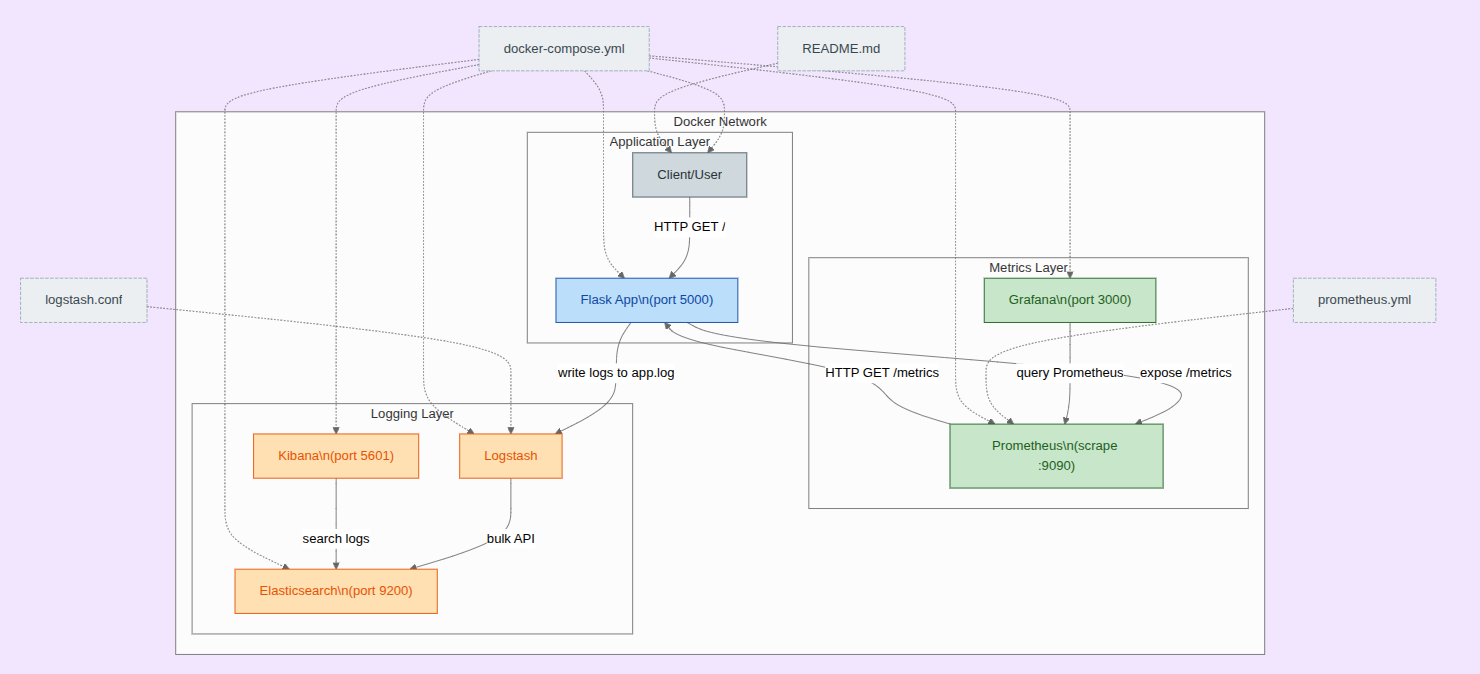 docker-compose.yml
README.md
Docker Network
Application Layer
Client/User
HTTP GET /
Metrics Layer
logstash.conf
Flask App\n(port 5000)
Grafana\n(port 3000)
prometheus.yml
write logs to app.log
HTTP GET /metrics
query Prometheus
expose /metrics
Logging Layer
Kibana\n(port 5601)
Logstash
Prometheus\n(scrape
:9090)
search logs
bulk API
Elasticsearch\n(port 9200)